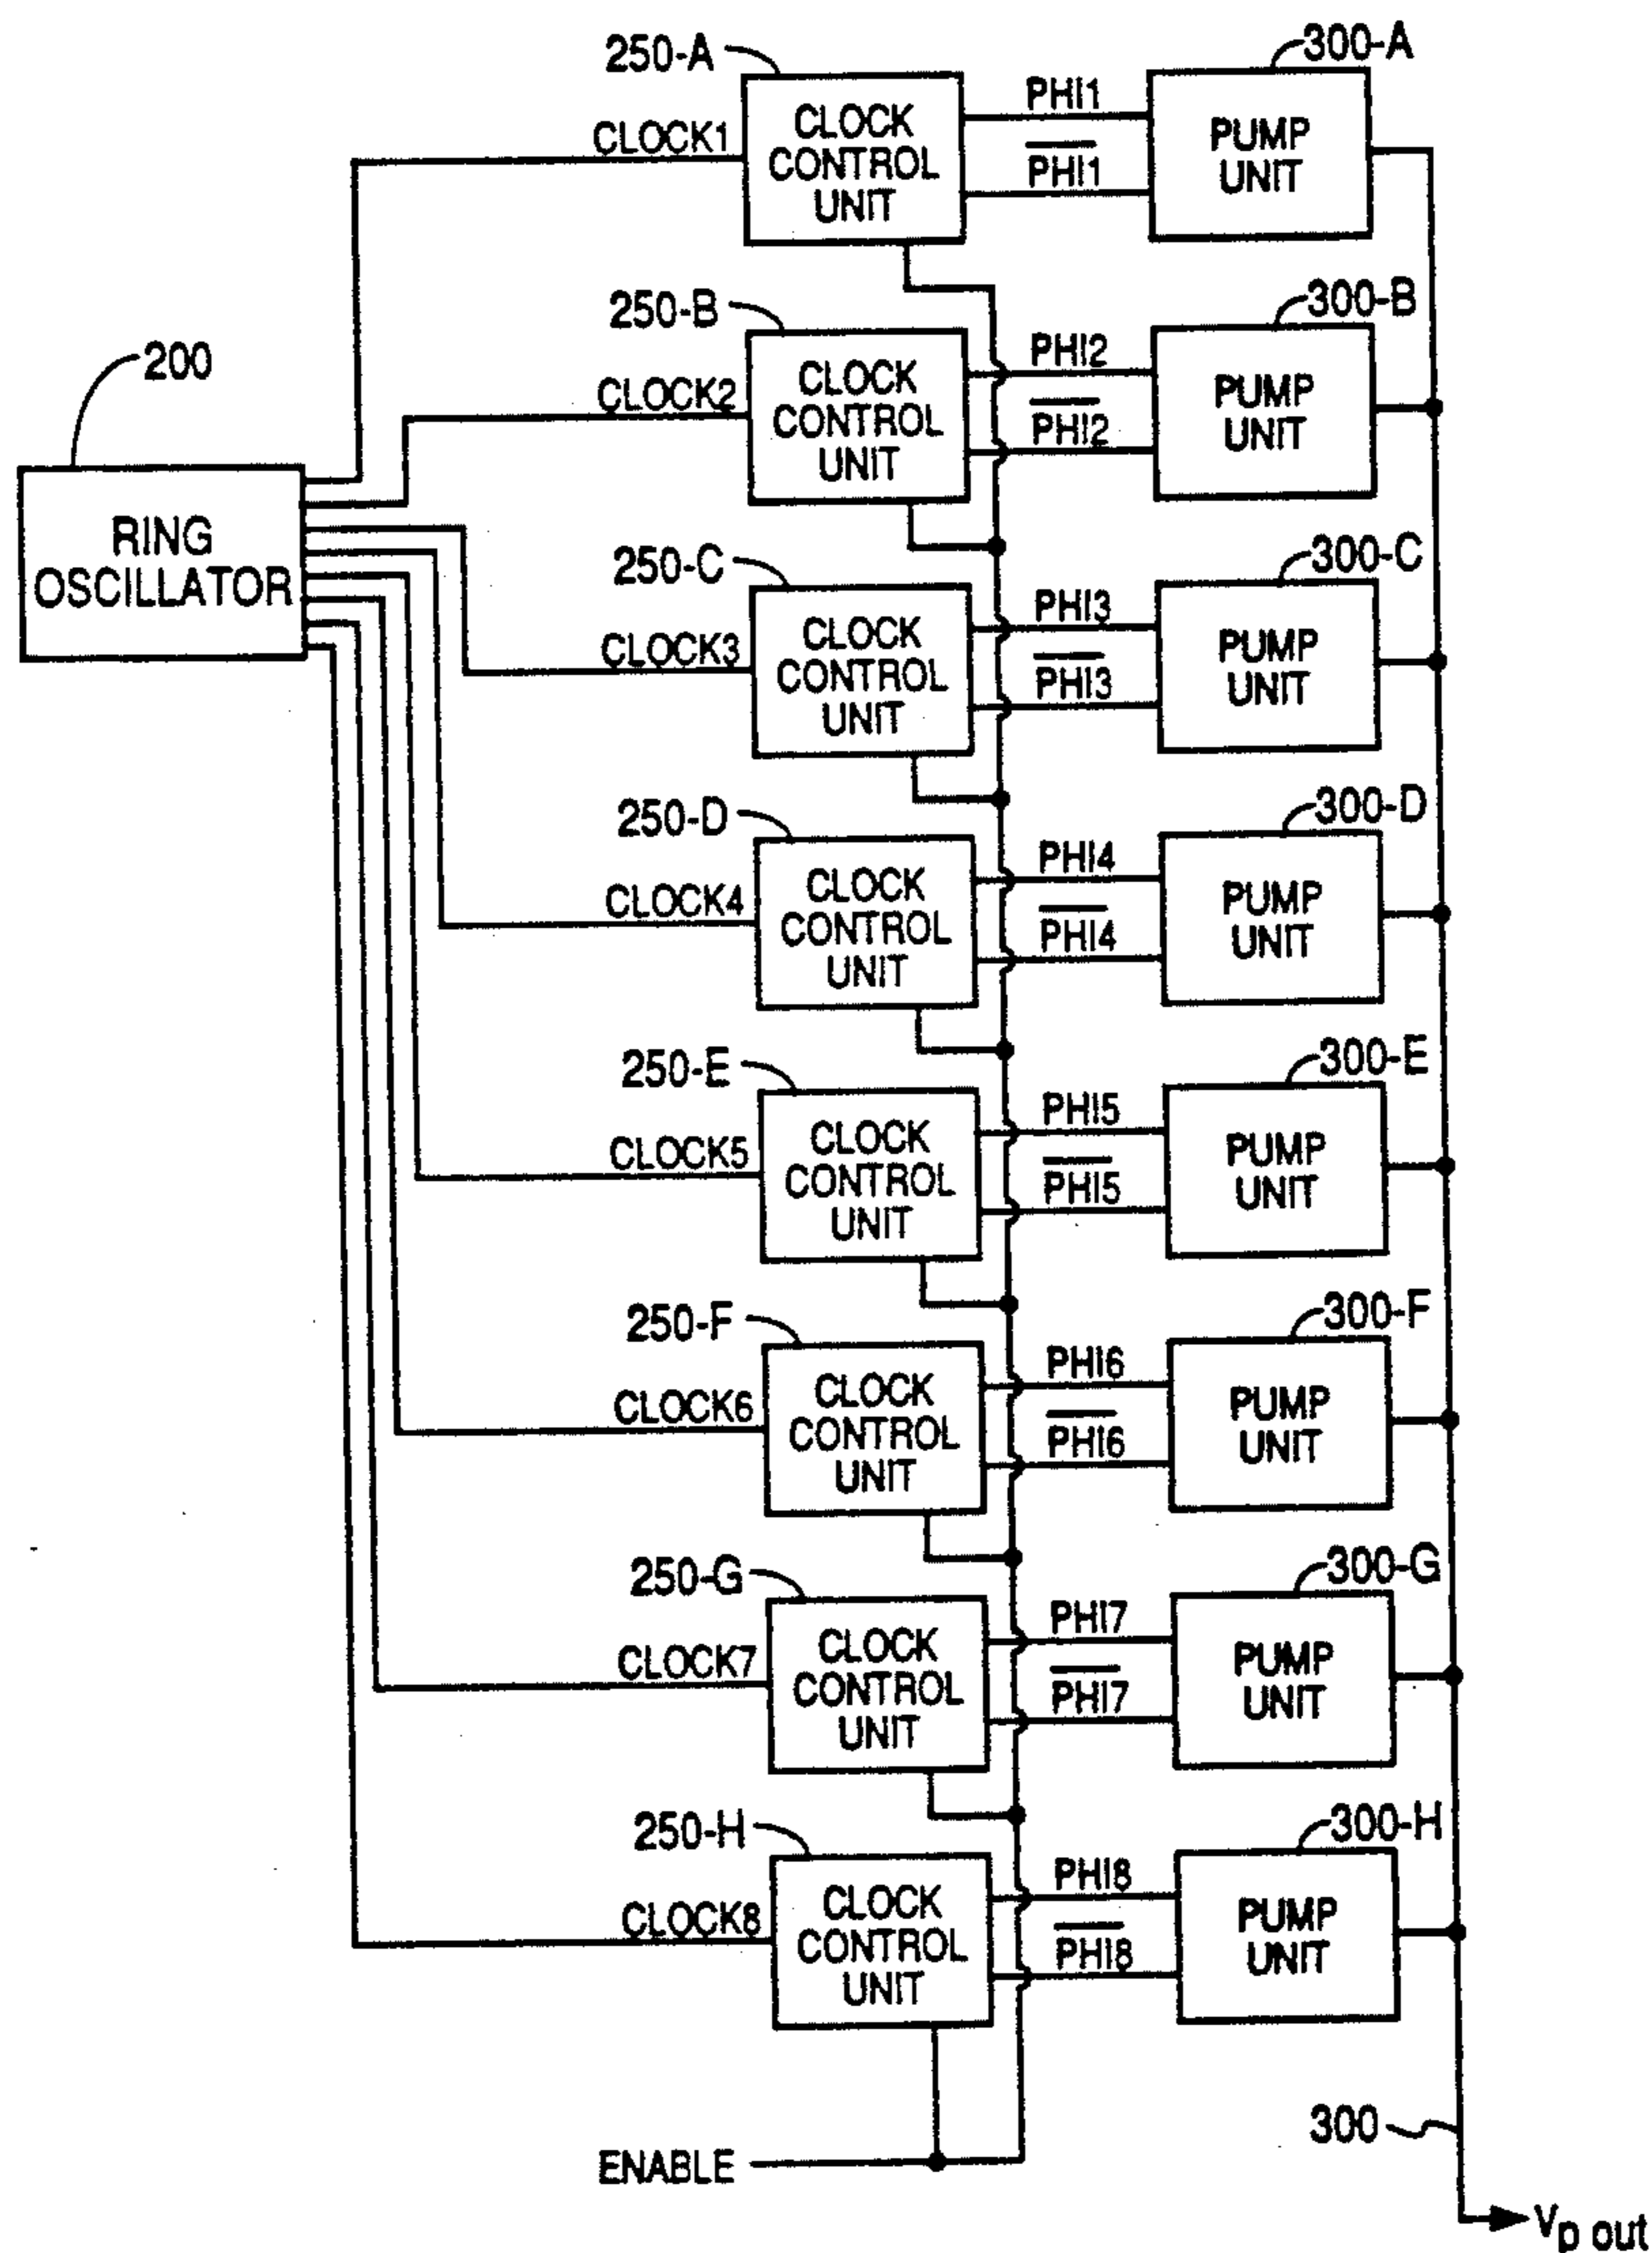 250-A
300-A
CLOCK1
CLOCK
CONTROL
UNIT
PHI1
PHI1
PUMP
UNIT
250-B
300-B
200
CLOCK2
CLOCK
CONTROL
UNIT
PHI2
PHI2
PUMP
UNIT
RING
OSCILLATOR
250-C
300-C
CLOCK3
CLOCK
CONTROL
UNIT
PHI3
PHI3
PUMP
UNIT
250-D
300-D
CLOCK4
CLOCK
CONTROL
UNIT
PHI4
PHI4
PUMP
UNIT
250-E
300-E
CLOCK5
CLOCK
CONTROL
UNIT
PHI5
PHI5
PUMP
UNIT
250-F
300-F
CLOCK6
CLOCK
CONTROL
UNIT
PHI6
PHI6
PUMP
UNIT
250-G
300-G
CLOCK7
CLOCK
CONTROL
UNIT
PHI7
PHI7
PUMP
UNIT
250-H
300-H
CLOCK8
CLOCK
CONTROL
UNIT
PHI8
PHI8
PUMP
UNIT
300
ENABLE
Vp out